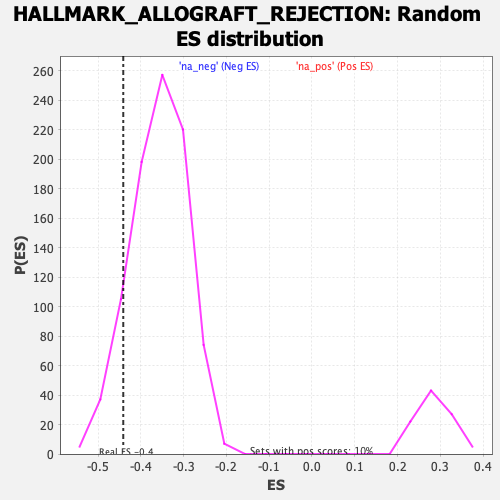 HALLMARK_ALLOGRAFT_REJECTION: Random
ES distribution
'na_neg' (Neg ES) 'na_pos' (Pos ES)
260
240
220
200
180
160
140
120
100
80
60
40
20
0
P(ES)
Real ES -0.4
Sets with pos scores: 10%
-0.5 -0.4 -0.3 -0.2 -0.1 0.0 0.1 0.2 0.3 0.4
ES